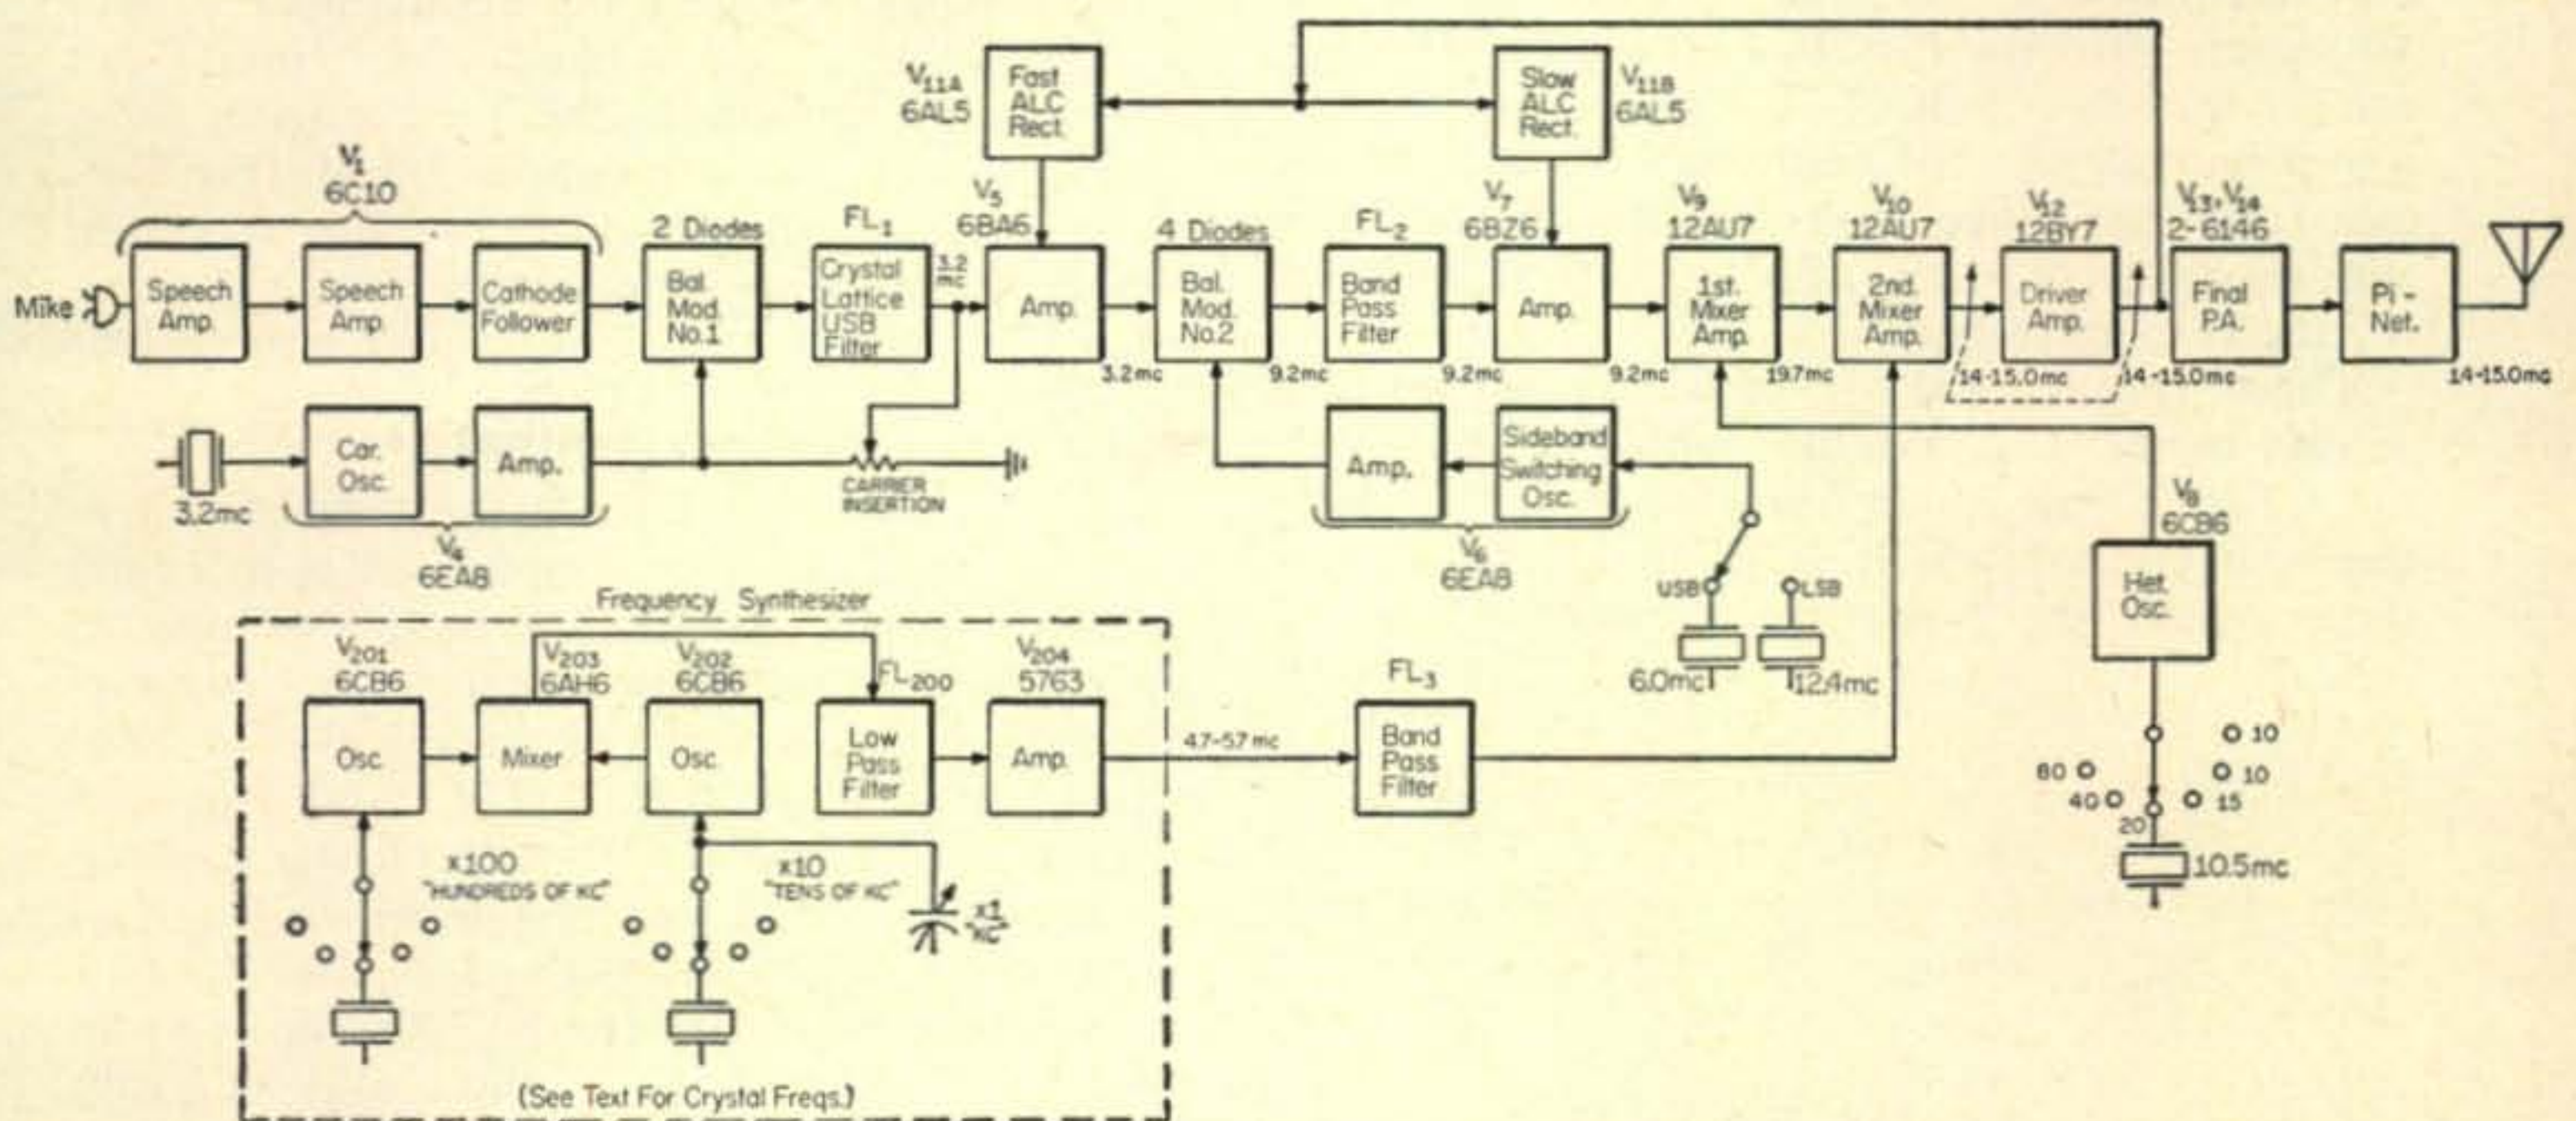 V11A
6AL5
Fast
ALC
Rect.
Slow
ALC
Rect.
V11B
6AL5
V1
6C10
2 Diodes
FL1
3.2
mc
V5
6BA6
4 Diodes
FL2
V7
6BZ6
V9
12AU7
V10
12AU7
V12
12BY7
V13, V14
2-6146
Mike
Speech
Amp.
Speech
Amp.
Cathode
Follower
Bal.
Mod.
No.1
Crystal
Lattice
USB
Filter
Amp.
3.2mc
Bal.
Mod.
No.2
9.2mc
Band
Pass
Filter
9.2mc
Amp.
9.2mc
1st.
Mixer
Amp.
19.7mc
2nd.
Mixer
Amp.
14-15.0mc
Driver
Amp.
14-15.0mc
Final
P.A.
Pi-
Net.
14-15.0mc
3.2mc
Car.
Osc.
Amp.
V4
6EA8
CARRIER
INSERTION
Amp.
Sideband
Switching
Osc.
V6
6EA8
USB
LSB
6.0mc
12.4mc
V8
6CB6
Het.
Osc.
10
10
15
80
40
20
10.5mc
Frequency Synthesizer
V201
6CB6
V203
6AH6
V202
6CB6
FL200
V204
5763
Osc.
Mixer
Osc.
Low
Pass
Filter
Amp.
4.7-5.7 mc
FL3
Band
Pass
Filter
x100
"HUNDREDS OF KC"
x10
"TENS OF KC"
x1
"KC"
(See Text For Crystal Freqs.)